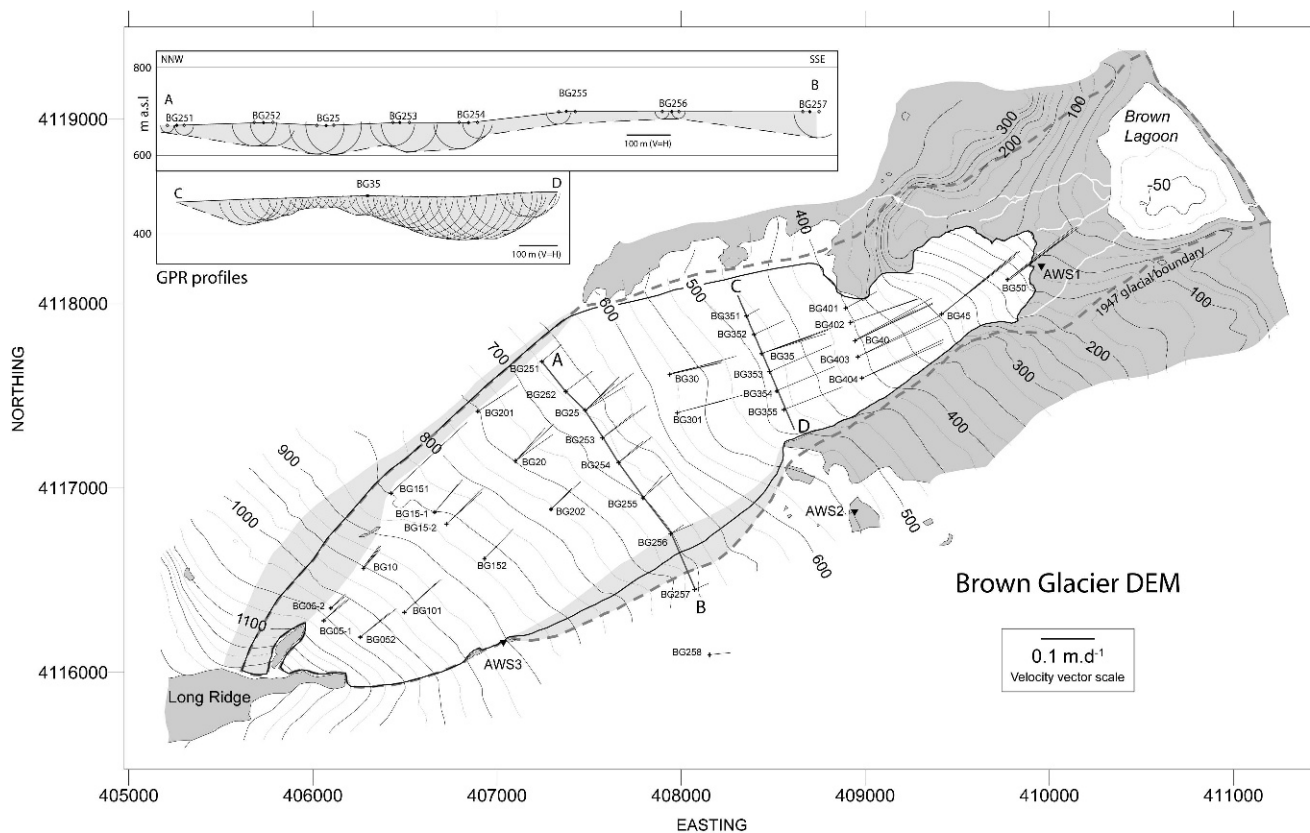 NNW
SSE
800
600
m a.s.l
A
B
BG251
BG252
BG25
BG253
BG254
BG255
BG256
BG257
100 m (V=H)
C
BG35
D
400
100 m (V=H)
GPR profiles
4119000
4118000
4117000
4116000
NORTHING
405000
406000
407000
408000
409000
410000
411000
EASTING
300
200
100
Brown
Lagoon
-50
400
AWS1
BG50
1947 glacial boundary
100
200
300
400
500
600
500
600
700
800
900
1000
1100
C
BG351
BG352
BG35
BG353
BG354
BG355
D
BG401
BG402
BG40
BG403
BG404
BG45
BG30
BG301
A
BG251
BG252
BG25
BG253
BG254
BG255
BG256
BG257
B
BG258
BG201
BG20
BG202
BG151
BG15-1
BG15-2
BG152
BG10
BG101
BG05-2
BG05-1
BG052
AWS2
AWS3
Long Ridge
Brown Glacier DEM
0.1 m.d-1
Velocity vector scale